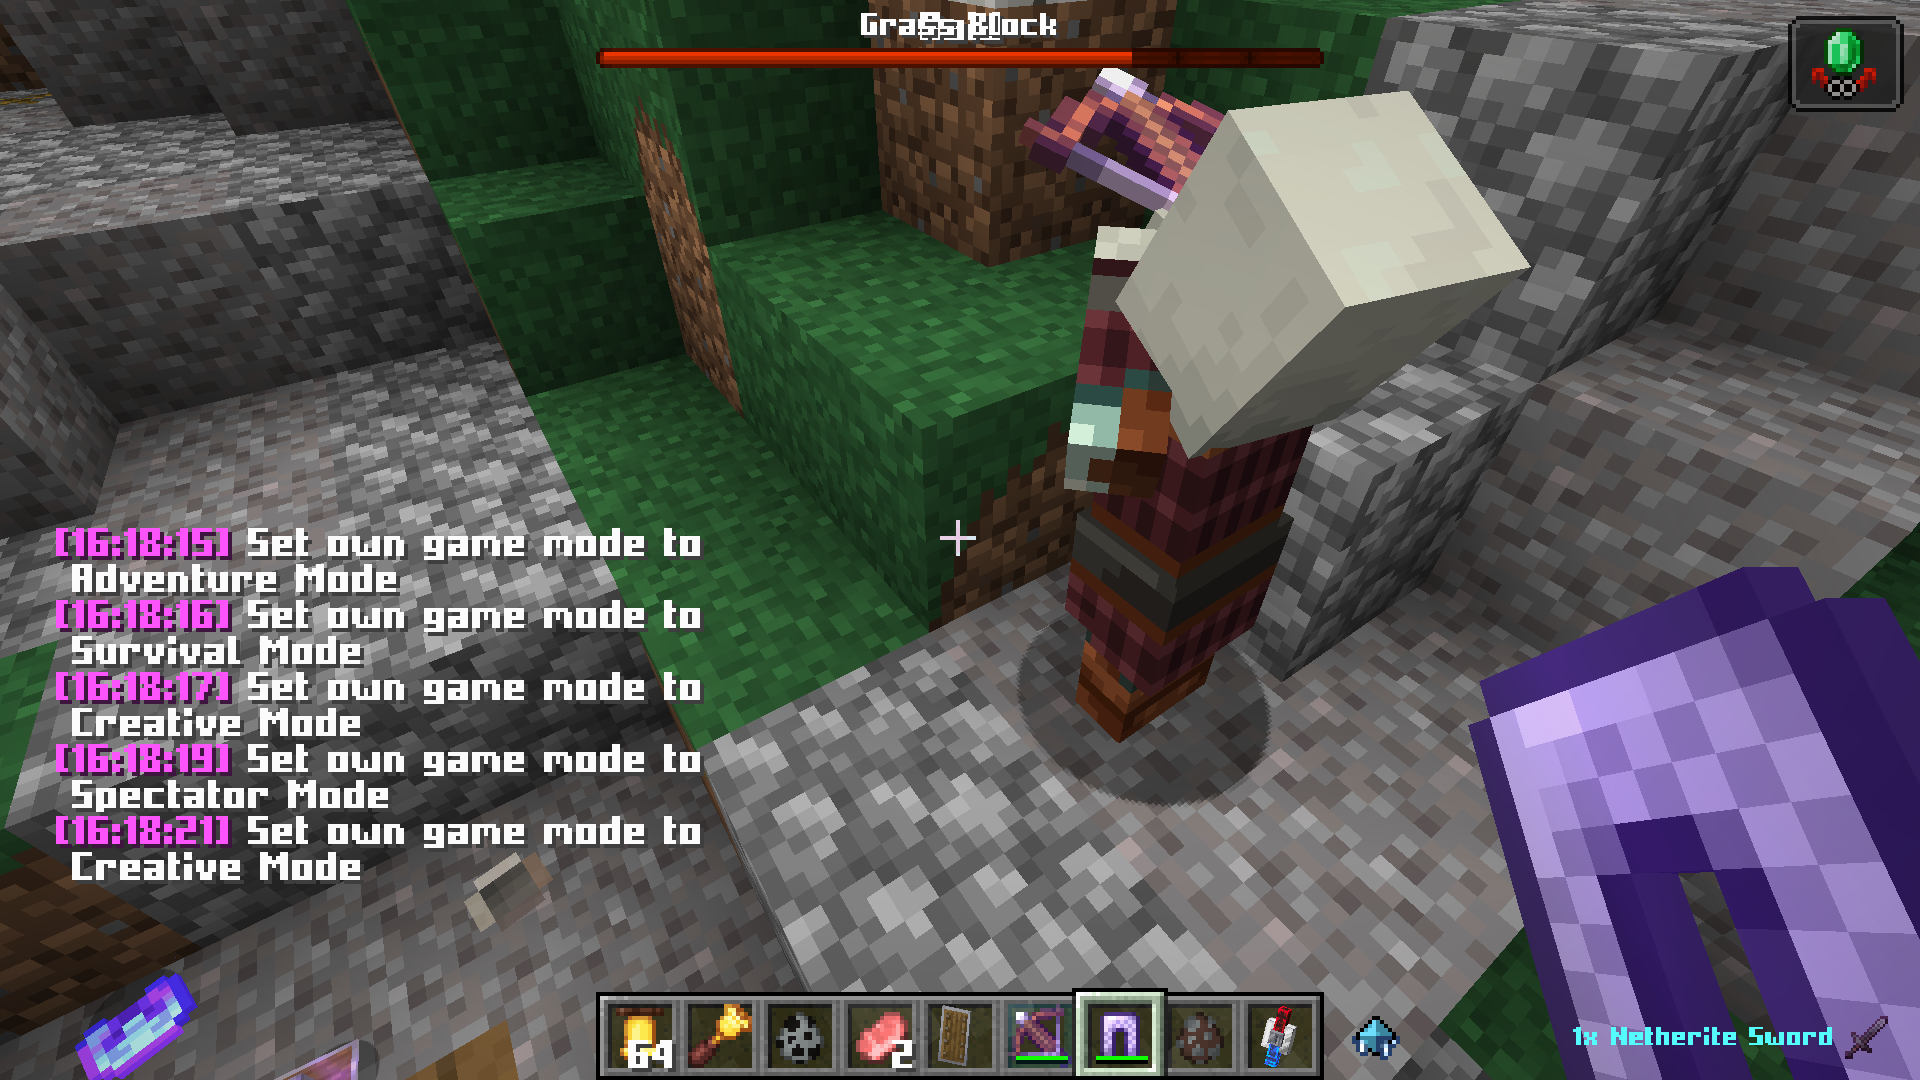 Block
[16:18:15] Set own game mode to
Adventure Mode
[16:18:16] Set own game mode to
Survival Mode
[16:18:17] Set own game mode to
Creative Mode
[16:18:19] Set own game mode to
Spectator Mode
[16:18:21] Set own game mode to
Creative Mode
64
2
1x Netherite Sword